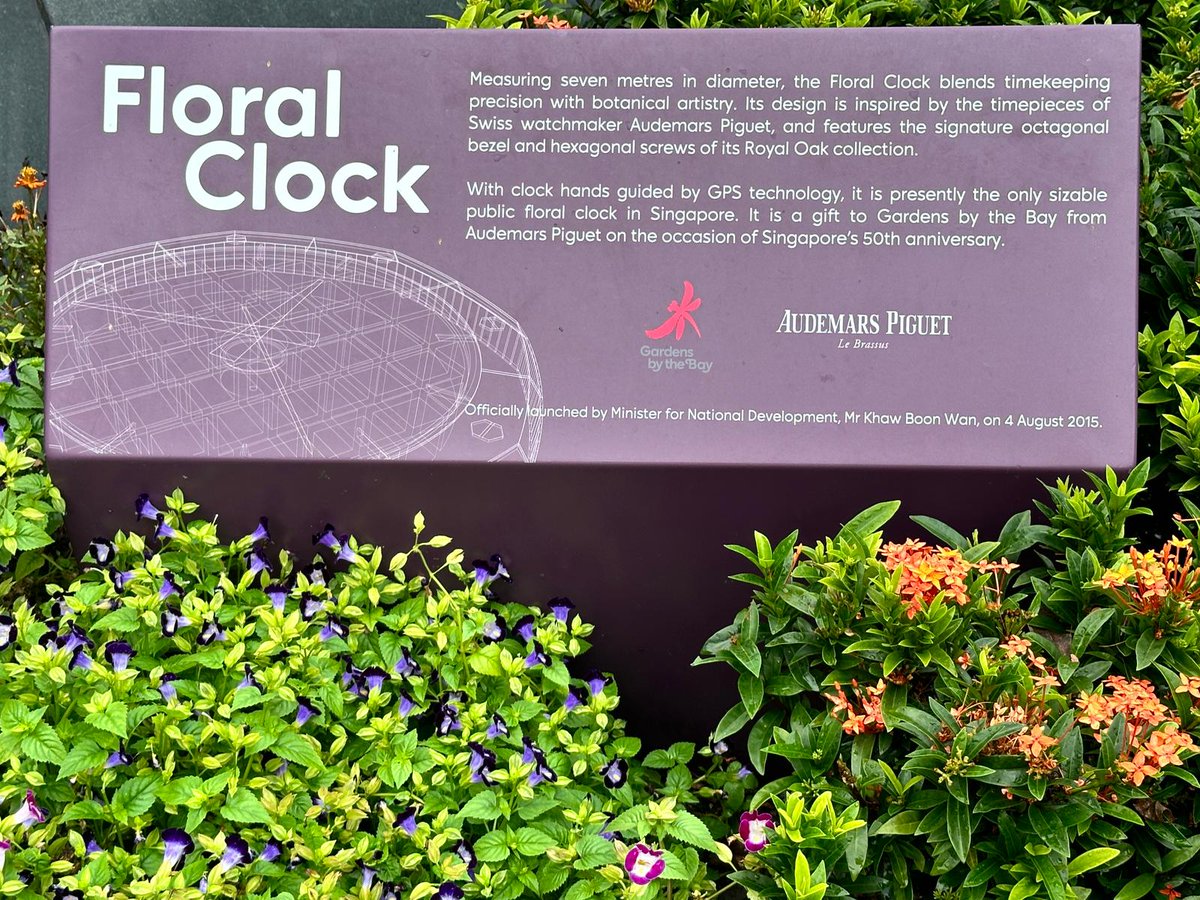 Floral
Clock
Measuring seven metres in diameter, the Floral Clock blends timekeeping
precision with botanical artistry. Its design is inspired by the timepieces of
Swiss watchmaker Audemars Piguet, and features the signature octagonal
bezel and hexagonal screws of its Royal Oak collection.
With clock hands guided by GPS technology, it is presently the only sizable
public floral clock in Singapore. It is a gift to Gardens by the Bay from
Audemars Piguet on the occasion of Singapore's 50th anniversary.
Gardens
by the Bay
AUDEMARS PIGUET
Le Brassus
Officially launched by Minister for National Development, Mr Khaw Boon Wan, on 4 August 2015.